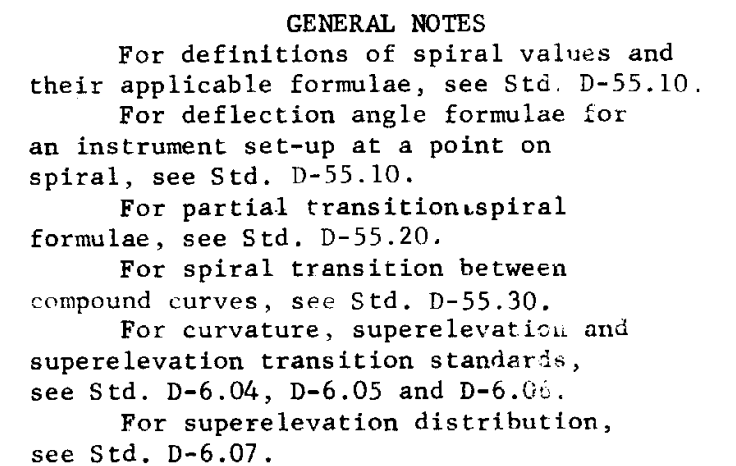 GENERAL NOTES
For definitions of spiral values and
their applicable formulae, see Std. D-55.10.
For deflection angle formulae for
an instrument set-up at a point on
spiral, see Std. D-55.10.
For partial transition spiral
formulae, see Std. D-55.20.
For spiral transition between
compound curves, see Std. D-55.30.
For curvature, superelevation and
superelevation transition standards,
see Std. D-6.04, D-6.05 and D-6.06.
For superelevation distribution,
see Std. D-6.07.